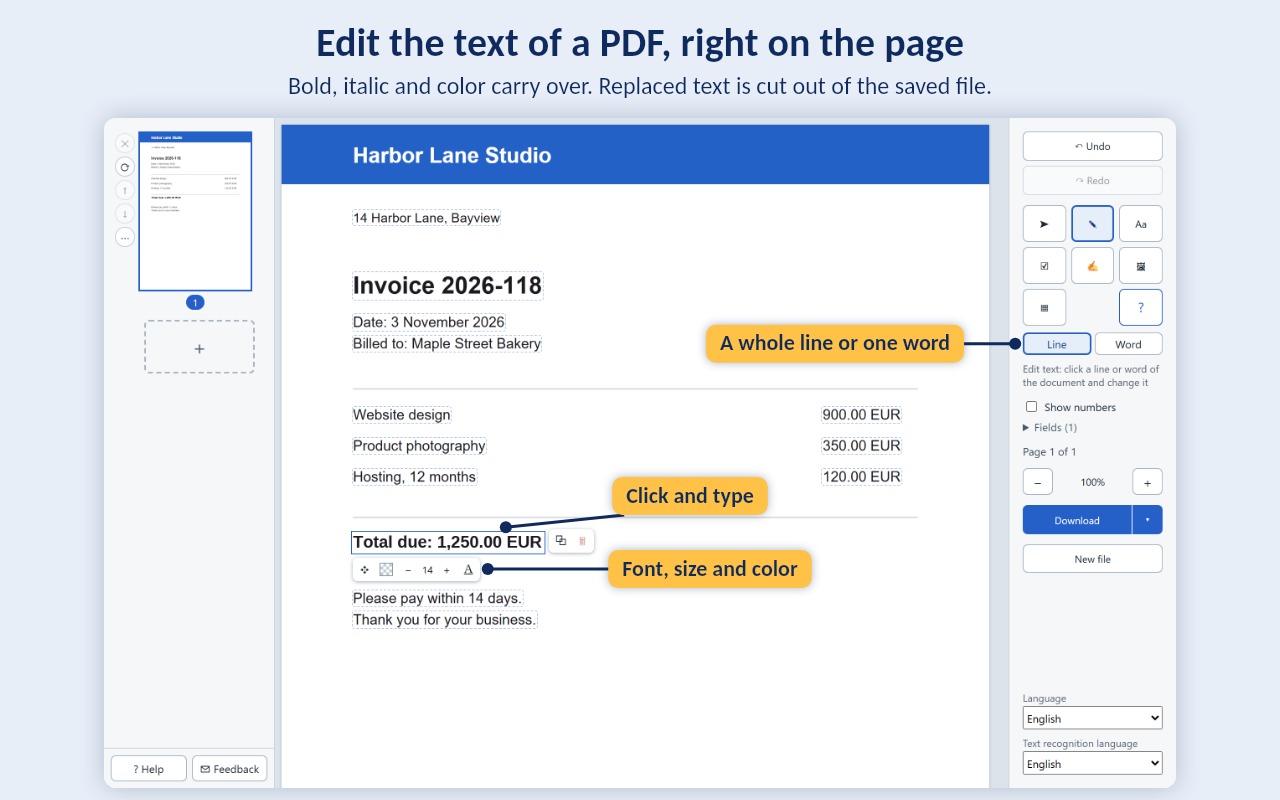 Edit the text of a PDF, right on the page
Bold, italic and color carry over. Replaced text is cut out of the saved file.
Harbor Lane Studio
Invoice 2026-118
1
+
? Help
Feedback
Harbor Lane Studio
14 Harbor Lane, Bayview
Invoice 2026-118
Date: 3 November 2026
Billed to: Maple Street Bakery
A whole line or one word
Website design 900.00 EUR
Product photography 350.00 EUR
Hosting, 12 months 120.00 EUR
Click and type
Total due: 1,250.00 EUR
− 14 + A
Font, size and color
Please pay within 14 days.
Thank you for your business.
Undo
Redo
Aa
?
Line Word
Edit text: click a line or word of
the document and change it
Show numbers
Fields (1)
Page 1 of 1
− 100% +
Download
New file
Language
English
Text recognition language
English